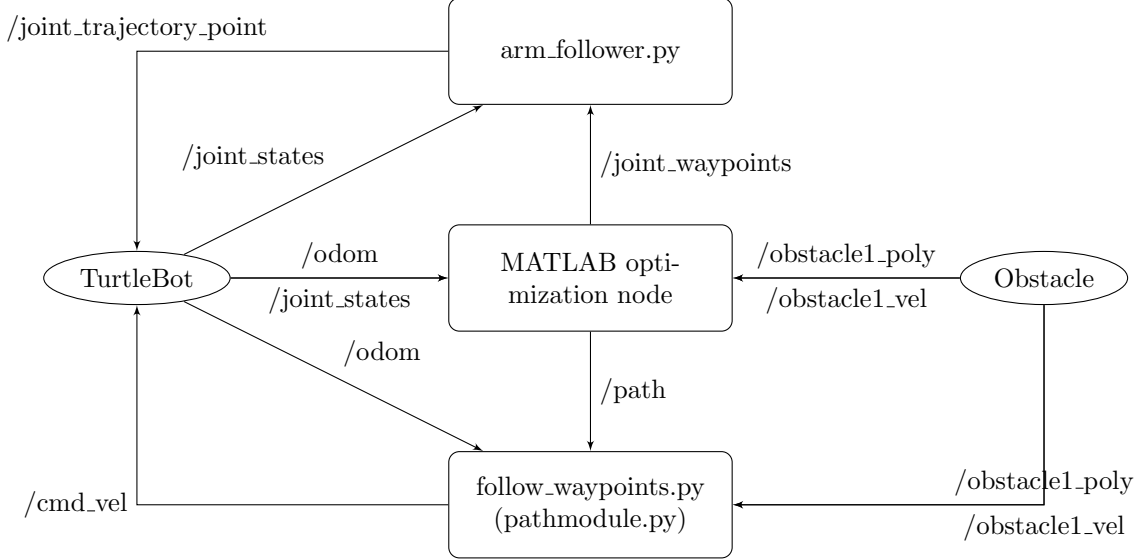 /joint_trajectory_point
arm_follower.py
/joint_states
/joint_waypoints
/odom
/joint_states
TurtleBot
MATLAB opti-
mization node
/obstacle1_poly
/obstacle1_vel
Obstacle
/odom
/path
/cmd_vel
follow_waypoints.py
(pathmodule.py)
/obstacle1_poly
/obstacle1_vel